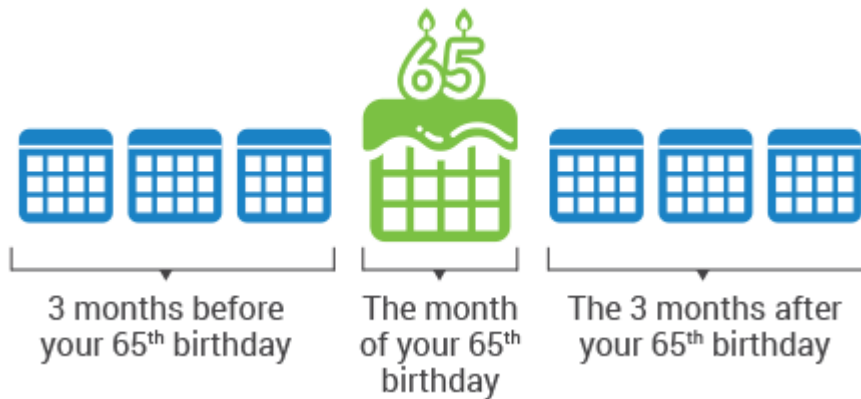 65
3 months before
your 65th birthday
The month
of your 65th
birthday
The 3 months after
your 65th birthday